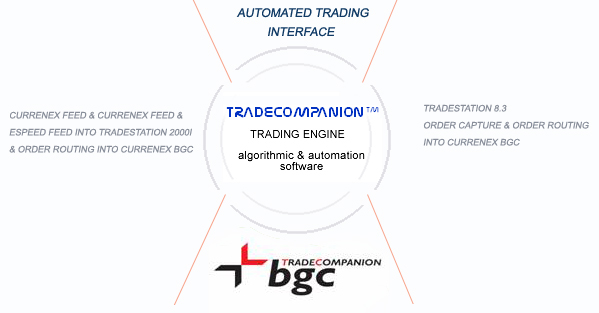 AUTOMATED TRADING
INTERFACE
CURRENEX FEED & CURRENEX FEED &
ESPEED FEED INTO TRADESTATION 2000I
& ORDER ROUTING INTO CURRENEX BGC
TRADECOMPANION™
TRADING ENGINE
algorithmic & automation
software
TRADESTATION 8.3
ORDER CAPTURE & ORDER ROUTING
INTO CURRENEX BGC
TRADECOMPANION
bgc